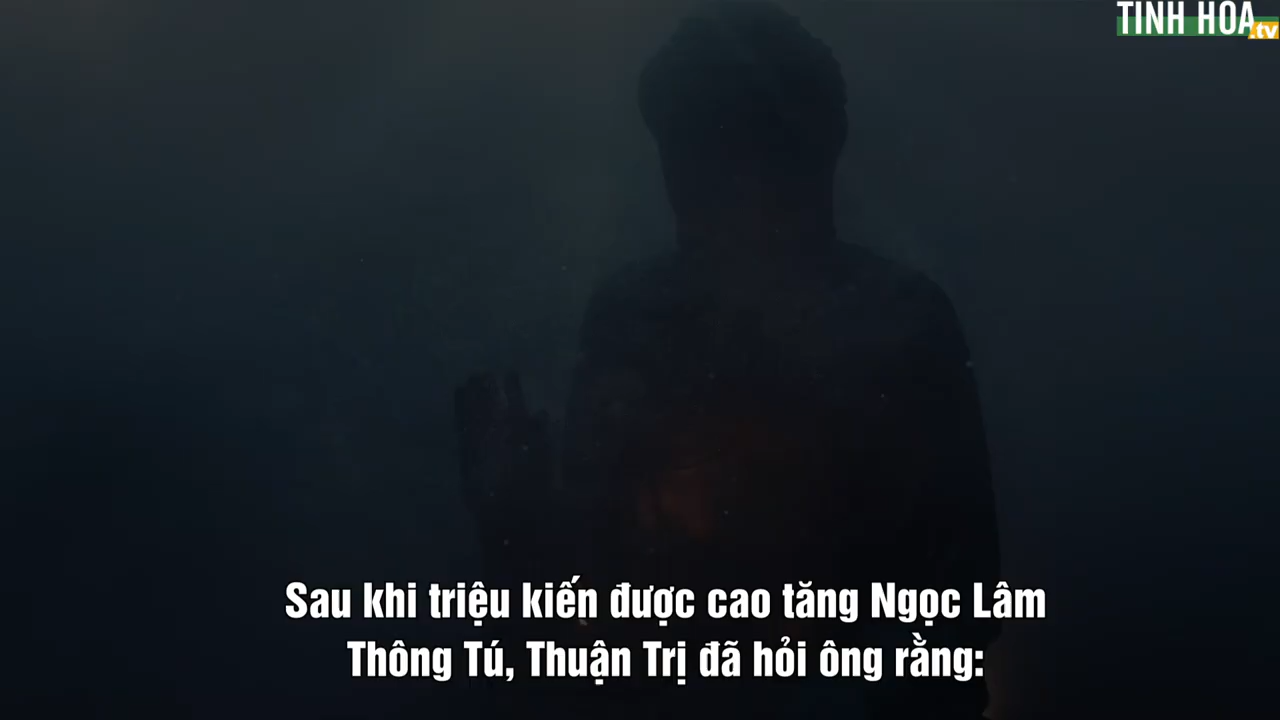 TINH HOA
.tv
Sau khi triệu kiến được cao tăng Ngọc Lâm
Thông Tú, Thuận Trị đã hỏi ông rằng: